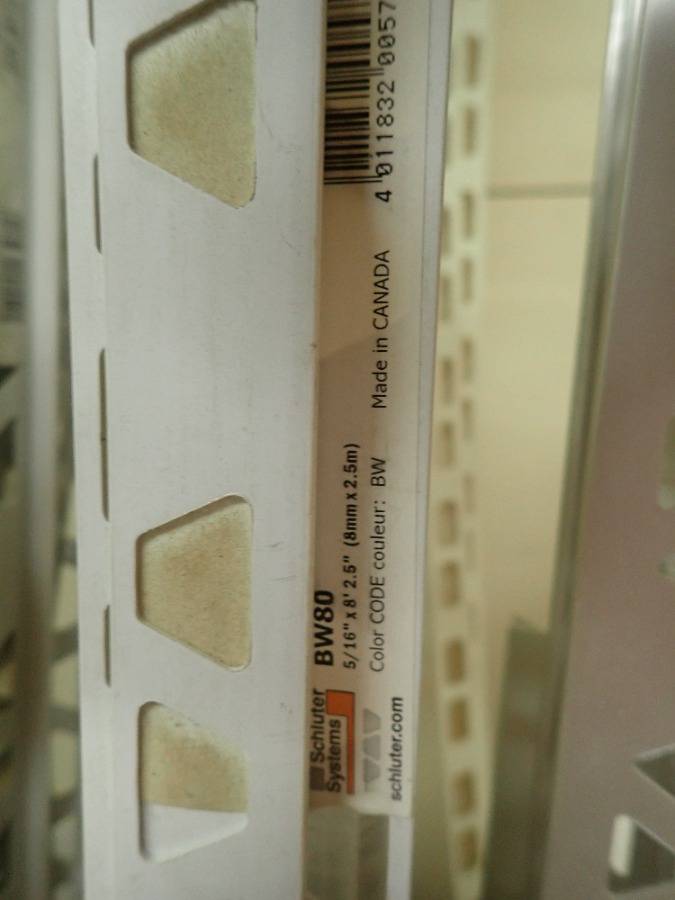 Schluter
Systems
schluter.com
BW80
5/16" x 8' 2.5" (8mm x 2.5m)
Color CODE couleur: BW
Made in CANADA
4 011832 0057